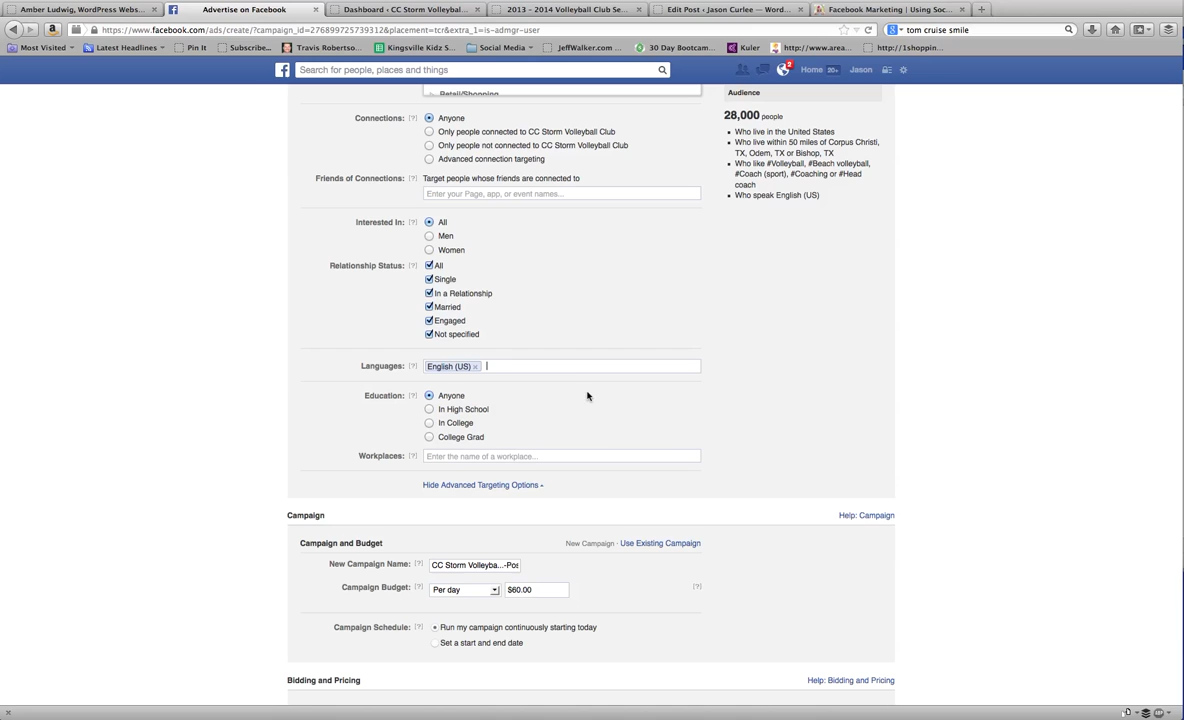 Amber Ludwig, WordPress Webs...
Advertise on Facebook
Dashboard ‹ CC Storm Volleybal...
2013 - 2014 Volleyball Club Se...
Edit Post ‹ Jason Curlee — Word...
Facebook Marketing | Using Soc...
https://www.facebook.com/ads/create/?campaign_id=276899725739312&placement=tcr&extra_1=is-admgr-user
tom cruise smile
Most Visited
Latest Headlines
Pin It
Subscribe...
Travis Robertso...
Kingsville Kidz S...
Social Media
JeffWalker.com
30 Day Bootcam...
Kuler
http://www.area...
http://1shoppin...
Search for people, places and things
2
Home 20+
Jason
Retail/Shopping
Audience
28,000 people
Who live in the United States
Who live within 50 miles of Corpus Christi,
TX, Odem, TX or Bishop, TX
Who like #Volleyball, #Beach volleyball,
#Coach (sport), #Coaching or #Head
coach
Who speak English (US)
Connections: [?] Anyone
Only people connected to CC Storm Volleyball Club
Only people not connected to CC Storm Volleyball Club
Advanced connection targeting
Friends of Connections: [?] Target people whose friends are connected to
Enter your Page, app, or event names...
Interested In: [?] All
Men
Women
Relationship Status: [?] All
Single
In a Relationship
Married
Engaged
Not specified
Languages: [?] English (US) ×
Education: [?] Anyone
In High School
In College
College Grad
Workplaces: [?] Enter the name of a workplace...
Hide Advanced Targeting Options
Campaign
Help: Campaign
Campaign and Budget
New Campaign · Use Existing Campaign
New Campaign Name: [?] CC Storm Volleyba...-Pos
Campaign Budget: [?] Per day $60.00 [?]
Campaign Schedule: [?] Run my campaign continuously starting today
Set a start and end date
Bidding and Pricing
Help: Bidding and Pricing